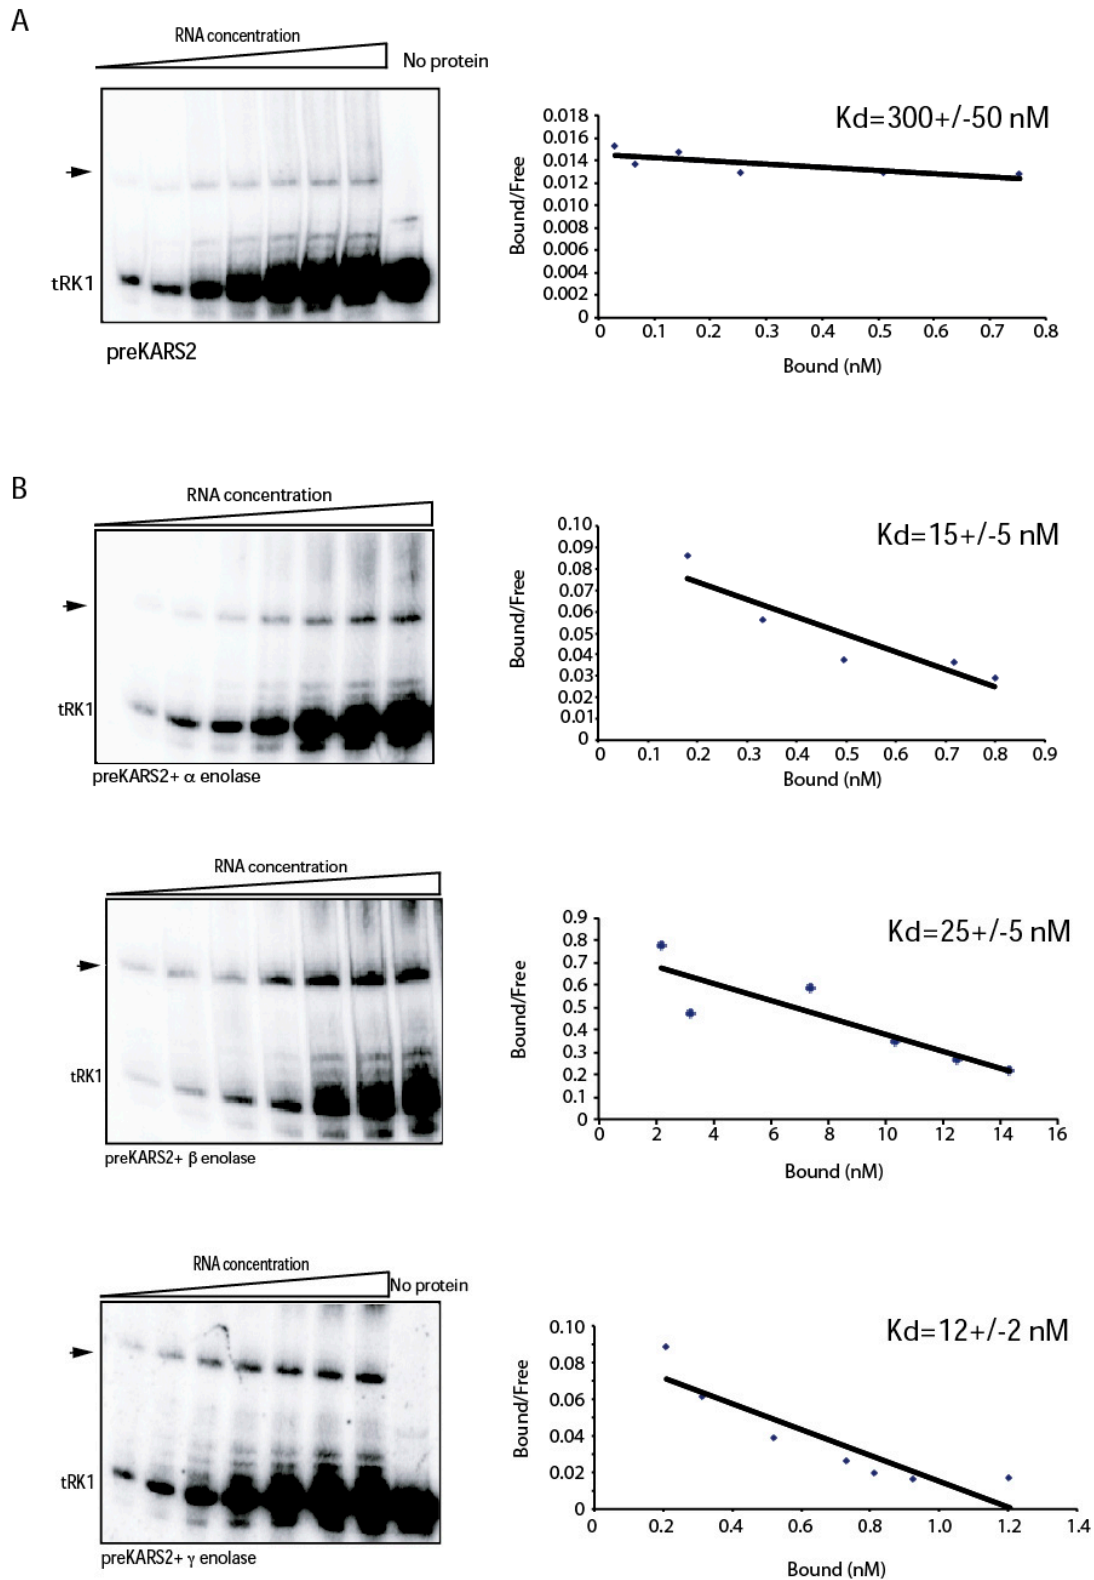 A
RNA concentration
No protein
tRK1
preKARS2
Kd=300+/-50 nM
Bound/Free
0.018
0.016
0.014
0.012
0.010
0.008
0.006
0.004
0.002
0
0 0.1 0.2 0.3 0.4 0.5 0.6 0.7 0.8
Bound (nM)
B
RNA concentration
tRK1
preKARS2+ α enolase
Kd=15+/-5 nM
Bound/Free
0.10
0.09
0.08
0.07
0.06
0.05
0.04
0.03
0.02
0.01
0
0 0.1 0.2 0.3 0.4 0.5 0.6 0.7 0.8 0.9
Bound (nM)
RNA concentration
tRK1
preKARS2+ β enolase
Kd=25+/-5 nM
Bound/Free
0.9
0.8
0.7
0.6
0.5
0.4
0.3
0.2
0.1
0
0 2 4 6 8 10 12 14 16
Bound (nM)
RNA concentration
No protein
tRK1
preKARS2+ γ enolase
Kd=12+/-2 nM
Bound/Free
0.10
0.08
0.06
0.04
0.02
0
0 0.2 0.4 0.6 0.8 1.0 1.2 1.4
Bound (nM)